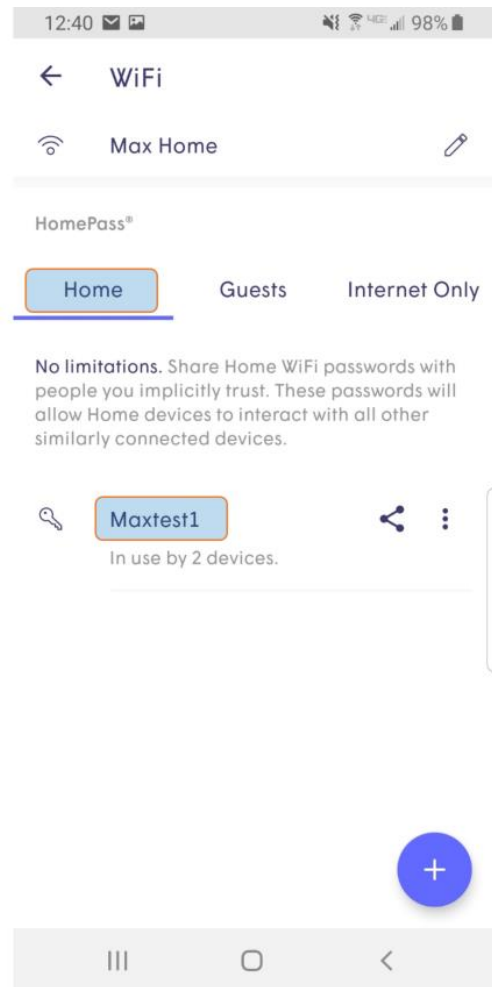 12:40 4GE 98%
WiFi
Max Home
HomePass®
Home Guests Internet Only
No limitations. Share Home WiFi passwords with
people you implicitly trust. These passwords will
allow Home devices to interact with all other
similarly connected devices.
Maxtest1
In use by 2 devices.